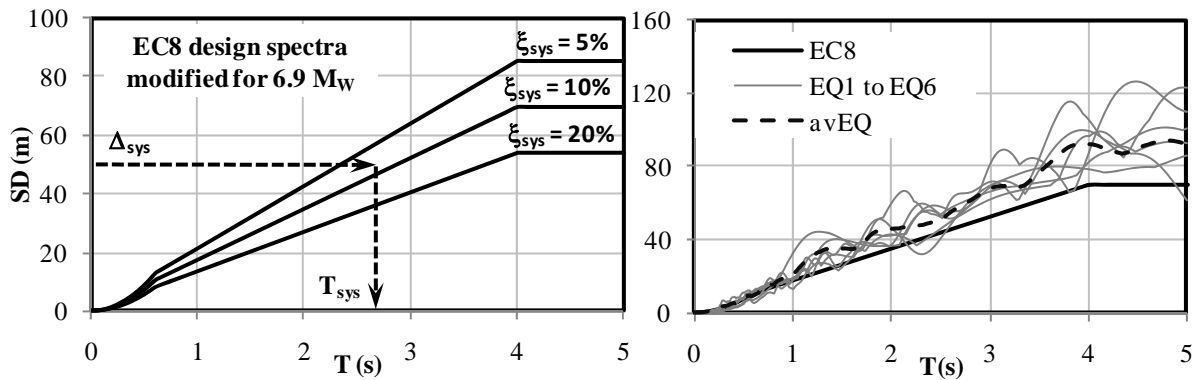 EC8 design spectra
modified for 6.9 Mw
ξsys = 5%
ξsys = 10%
ξsys = 20%
Δsys
Tsys
SD (m)
100
80
60
40
20
0
0 1 2 3 4 5
T (s)
EC8
EQ1 to EQ6
avEQ
160
120
80
40
0
0 1 2 3 4 5
T(s)